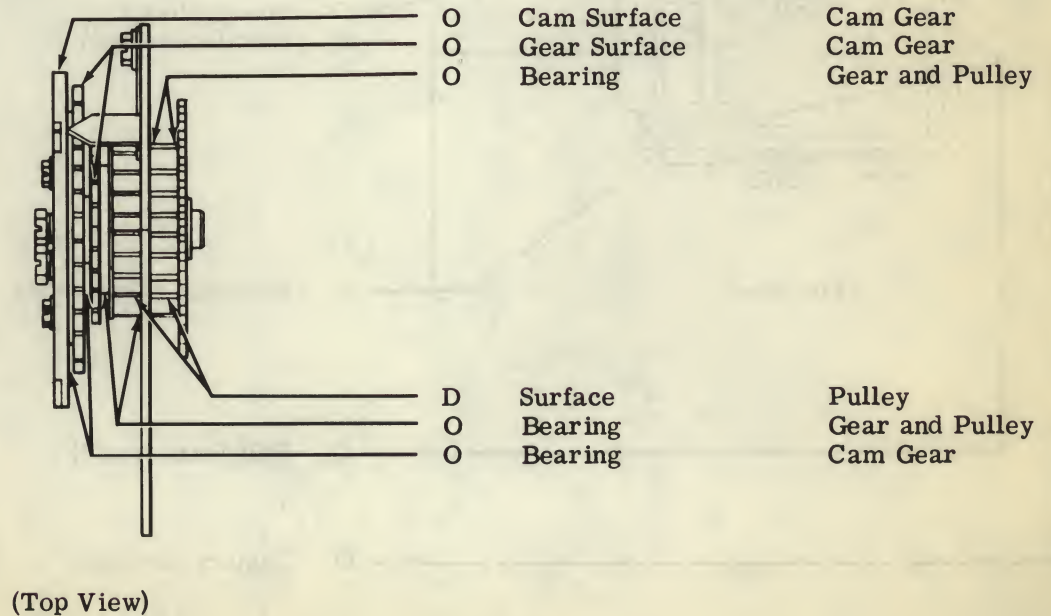 O Cam Surface Cam Gear
O Gear Surface Cam Gear
O Bearing Gear and Pulley
D Surface Pulley
O Bearing Gear and Pulley
O Bearing Cam Gear
(Top View)